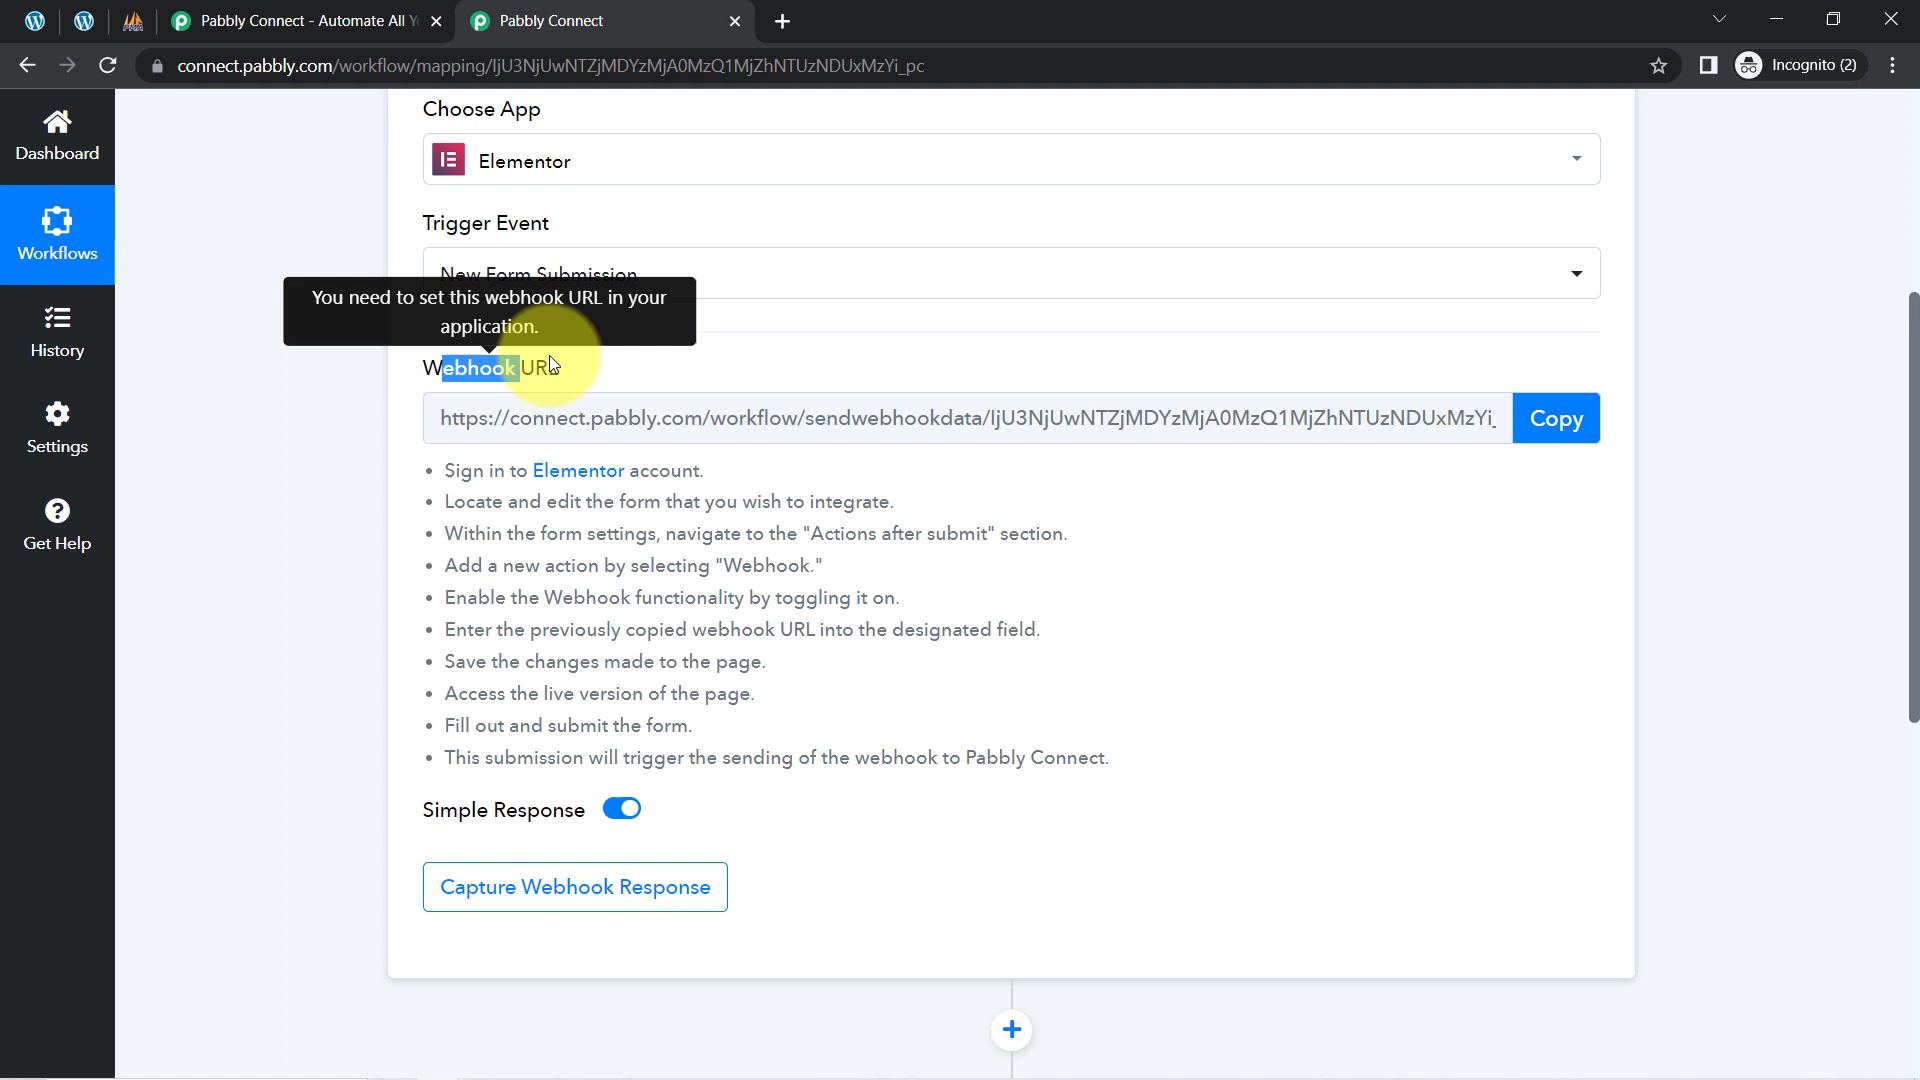 Pabbly Connect - Automate All Y
Pabbly Connect
connect.pabbly.com/workflow/mapping/IjU3NjUwNTZjMDYzMjA0MzQ1MjZhNTUzNDUxMzYi_pc
Incognito (2)
Dashboard
Workflows
History
Settings
Get Help
Choose App
Elementor
Trigger Event
New Form Submission
You need to set this webhook URL in your
application.
Webhook URL
https://connect.pabbly.com/workflow/sendwebhookdata/IjU3NjUwNTZjMDYzMjA0MzQ1MjZhNTUzNDUxMzYi_
Copy
• Sign in to Elementor account.
• Locate and edit the form that you wish to integrate.
• Within the form settings, navigate to the "Actions after submit" section.
• Add a new action by selecting "Webhook."
• Enable the Webhook functionality by toggling it on.
• Enter the previously copied webhook URL into the designated field.
• Save the changes made to the page.
• Access the live version of the page.
• Fill out and submit the form.
• This submission will trigger the sending of the webhook to Pabbly Connect.
Simple Response
Capture Webhook Response
+